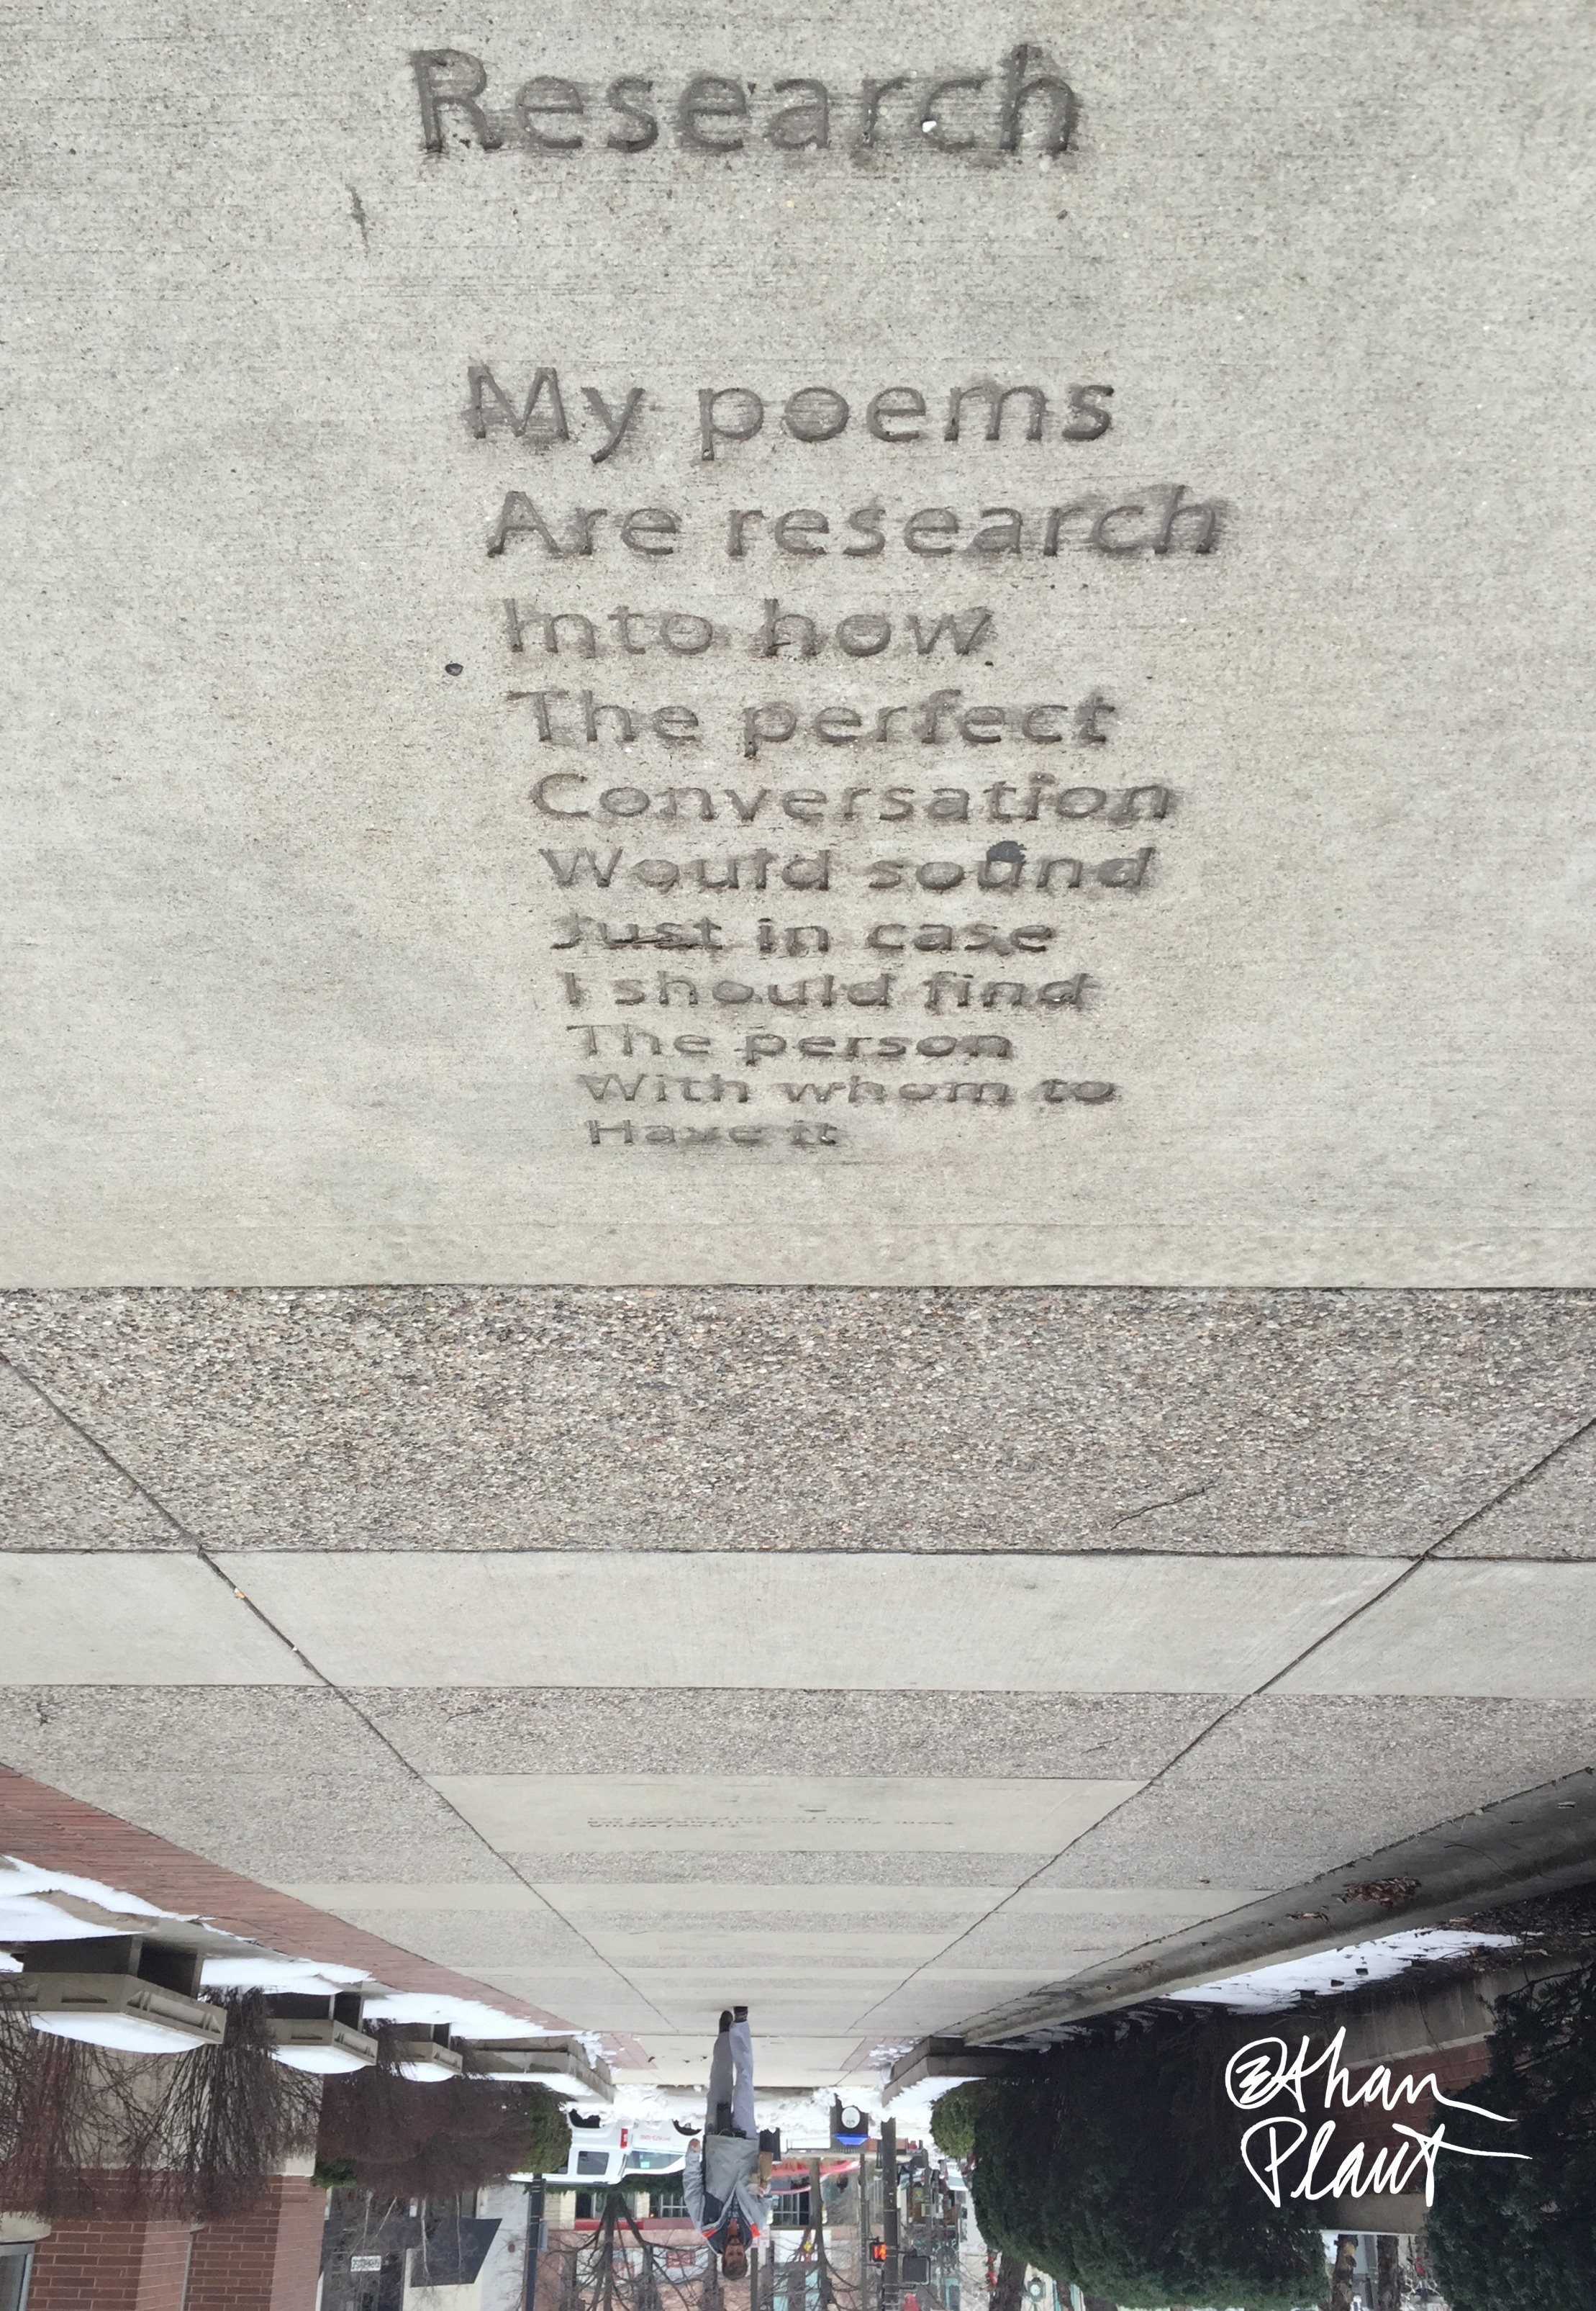 Research
My poems
Are research
Into how
The perfect
Conversation
Would sound
Just in case
I should find
The person
With whom to
Have it
Ethan
Plaut